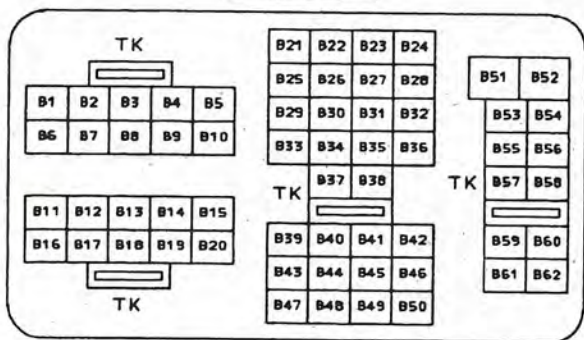 TK
B1 B2 B3 B4 B5
B6 B7 B8 B9 B10
B11 B12 B13 B14 B15
B16 B17 B18 B19 B20
TK
B21 B22 B23 B24
B25 B26 B27 B28
B29 B30 B31 B32
B33 B34 B35 B36
TK B37 B38
B39 B40 B41 B42
B43 B44 B45 B46
B47 B48 B49 B50
B51 B52
B53 B54
B55 B56
TK B57 B58
B59 B60
B61 B62